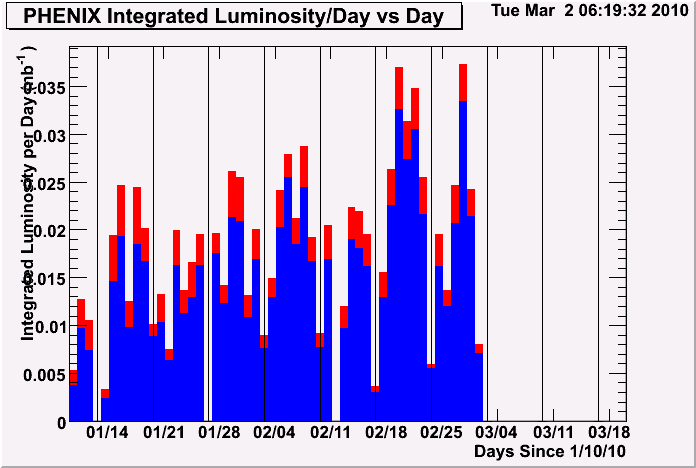 PHENIX Integrated Luminosity/Day vs Day
Tue Mar 2 06:19:32 2010
Integrated Luminosity per Day (nb-1)
0.035
0.03
0.025
0.02
0.015
0.01
0.005
0
01/14 01/21 01/28 02/04 02/11 02/18 02/25 03/04 03/11 03/18
Days Since 1/10/10